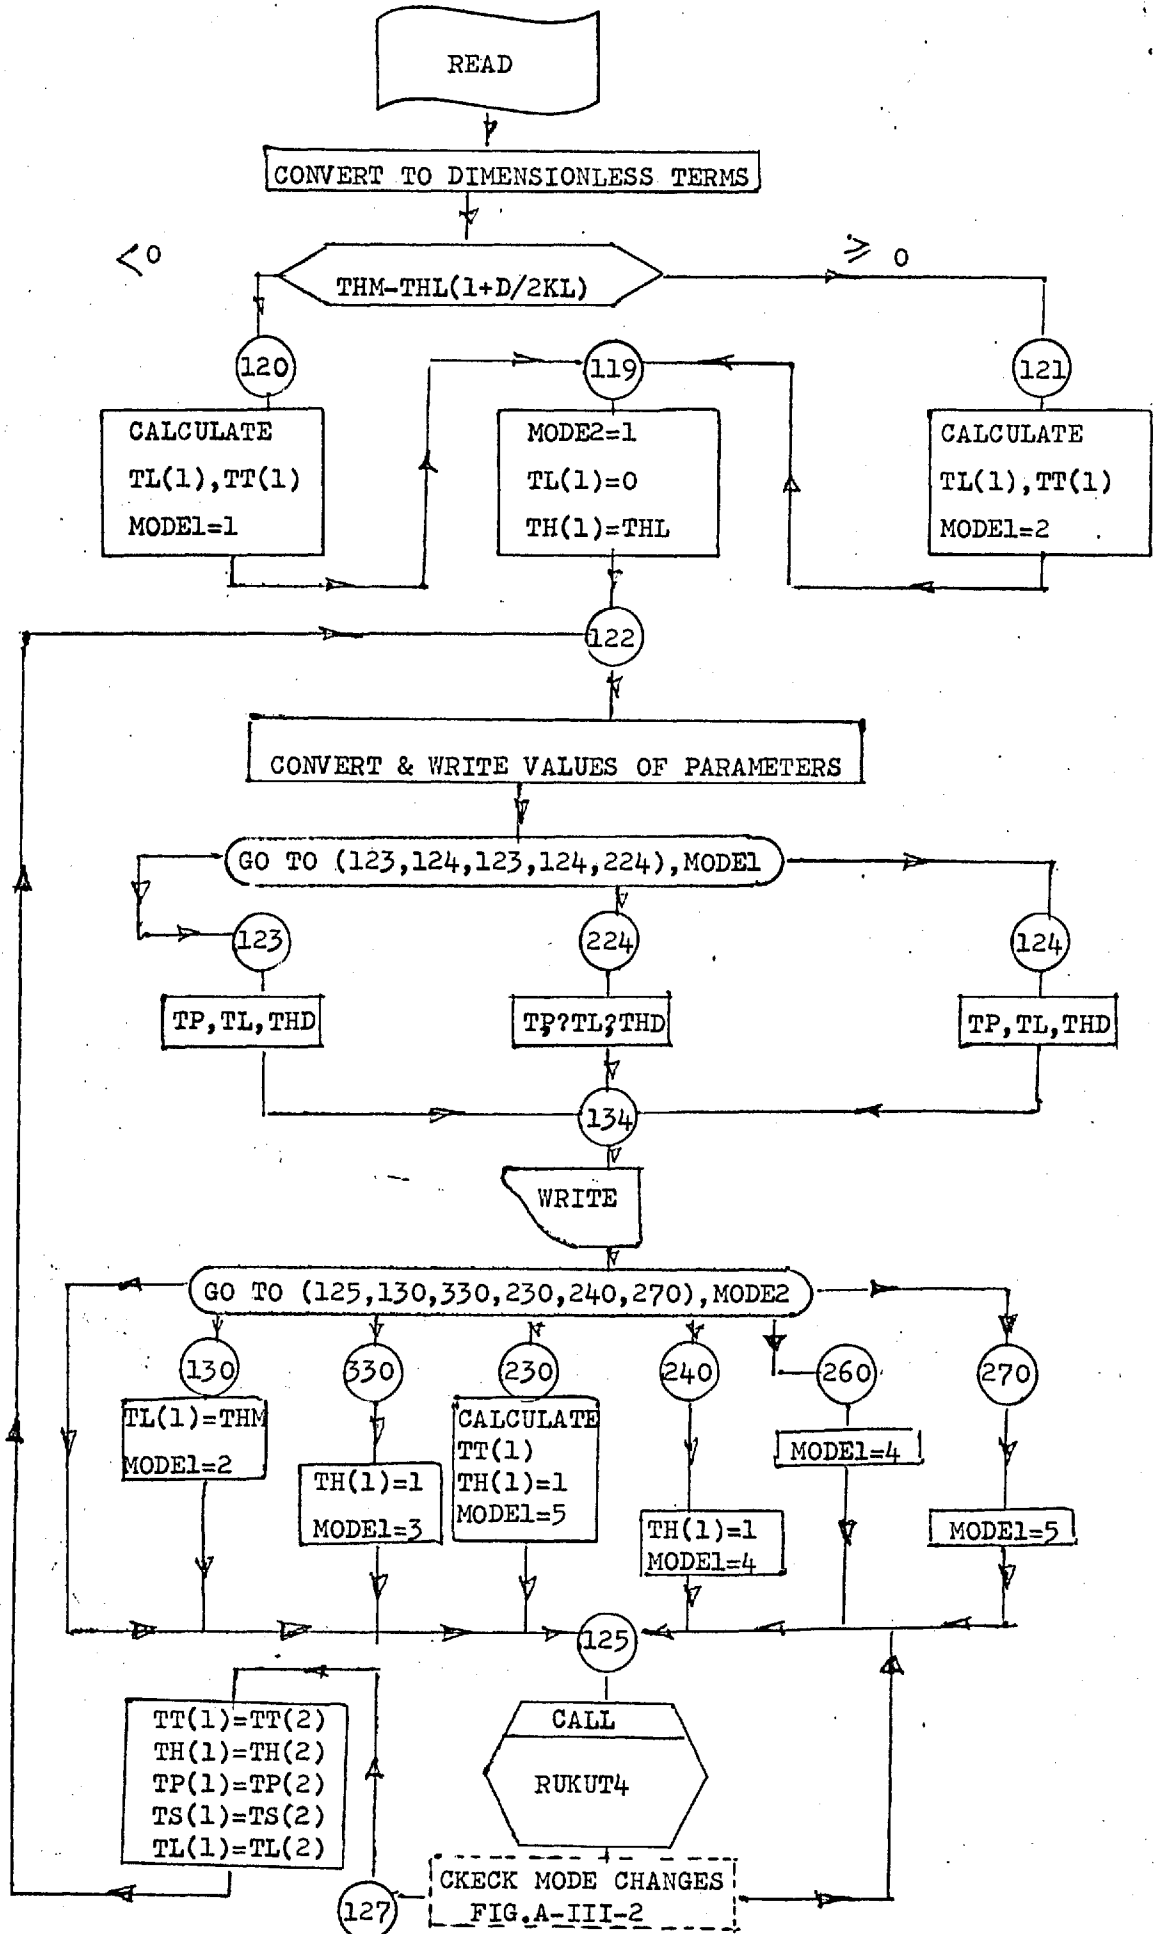 READ
CONVERT TO DIMENSIONLESS TERMS
<0
⩾ 0
THM-THL(1+D/2KL)
120
119
121
CALCULATE
TL(1),TT(1)
MODE1=1
MODE2=1
TL(1)=0
TH(1)=THL
CALCULATE
TL(1),TT(1)
MODE1=2
122
CONVERT & WRITE VALUES OF PARAMETERS
GO TO (123,124,123,124,224),MODE1
123
224
124
TP,TL,THD
TP?TL?THD
TP,TL,THD
134
WRITE
GO TO (125,130,330,230,240,270),MODE2
130
330
230
240
260
270
TL(1)=THM
MODE1=2
TH(1)=1
MODE1=3
CALCULATE
TT(1)
TH(1)=1
MODE1=5
TH(1)=1
MODE1=4
MODE1=4
MODE1=5
125
TT(1)=TT(2)
TH(1)=TH(2)
TP(1)=TP(2)
TS(1)=TS(2)
TL(1)=TL(2)
CALL
RUKUT4
CKECK MODE CHANGES
FIG.A-III-2
127